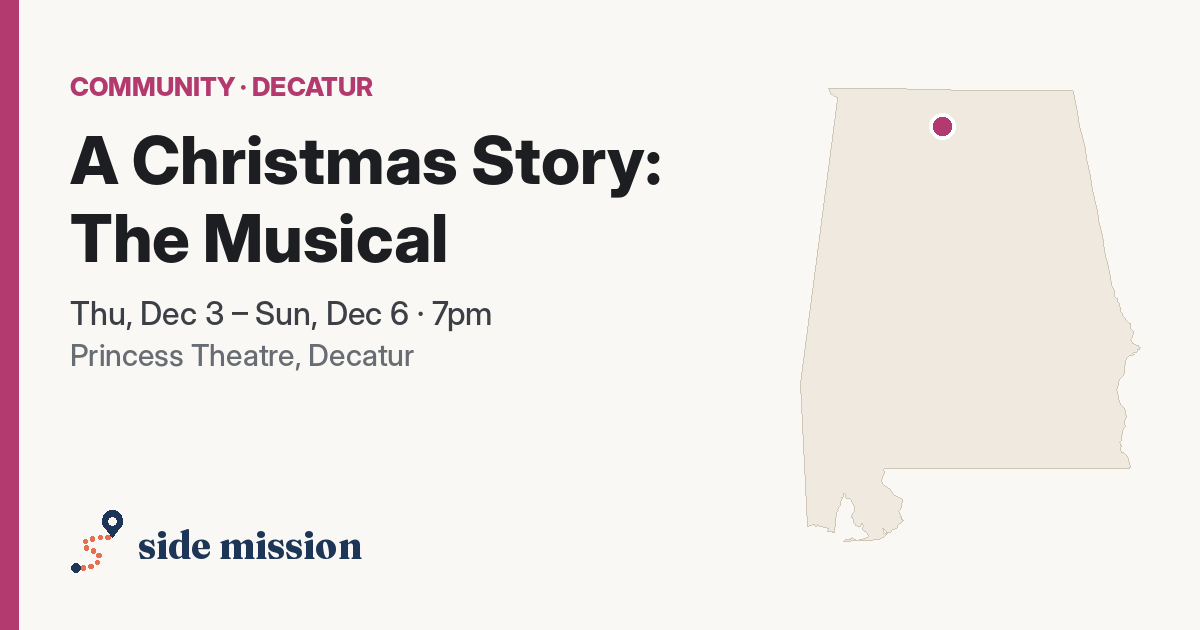 COMMUNITY · DECATUR
A Christmas Story:
The Musical
Thu, Dec 3 – Sun, Dec 6 · 7pm
Princess Theatre, Decatur
side mission